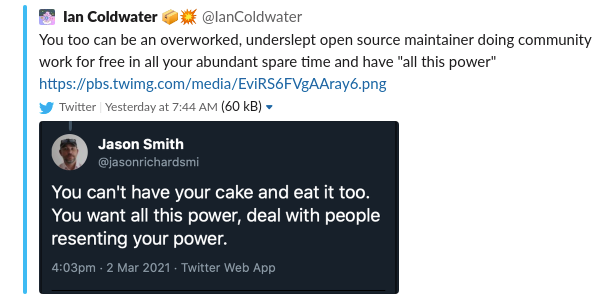 Ian Coldwater 📦💥 @IanColdwater
You too can be an overworked, underslept open source maintainer doing community
work for free in all your abundant spare time and have "all this power"
https://pbs.twimg.com/media/EviRS6FVgAAray6.png
Twitter | Yesterday at 7:44 AM (60 kB)
Jason Smith
@jasonrichardsmi
You can't have your cake and eat it too.
You want all this power, deal with people
resenting your power.
4:03pm · 2 Mar 2021 · Twitter Web App